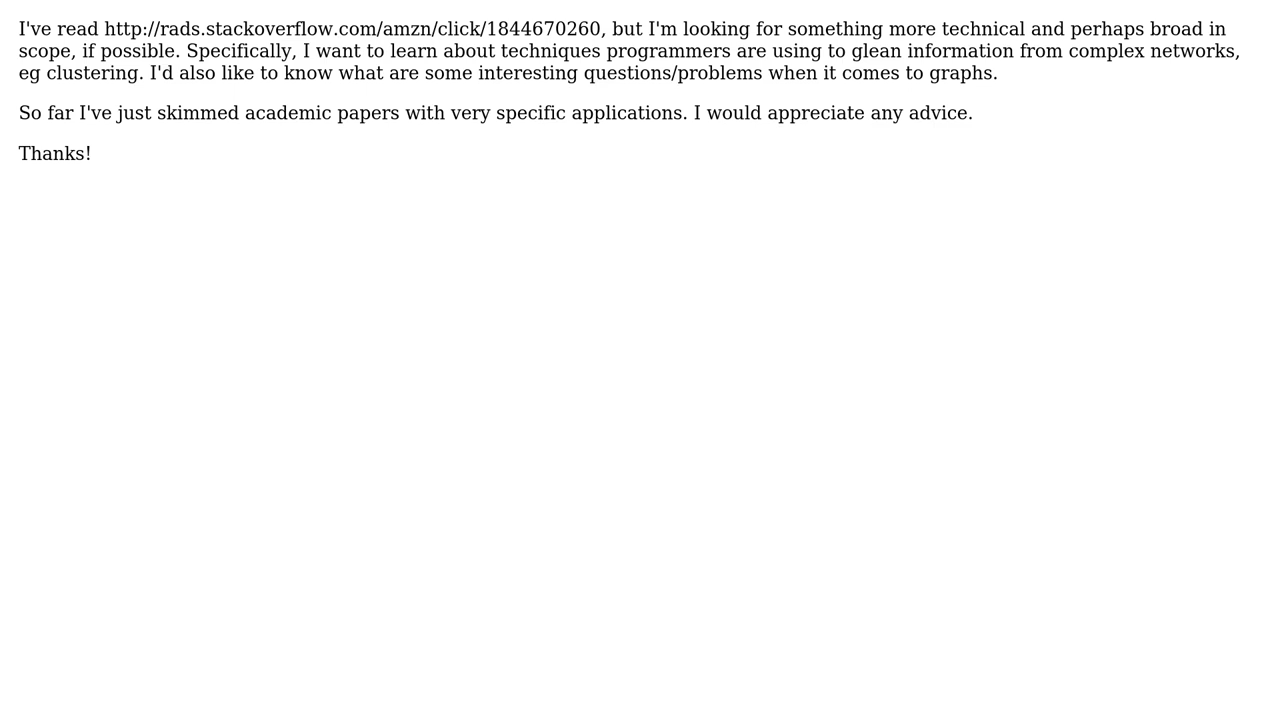 I've read http://rads.stackoverflow.com/amzn/click/1844670260, but I'm looking for something more technical and perhaps broad in
scope, if possible. Specifically, I want to learn about techniques programmers are using to glean information from complex networks,
eg clustering. I'd also like to know what are some interesting questions/problems when it comes to graphs.
So far I've just skimmed academic papers with very specific applications. I would appreciate any advice.
Thanks!